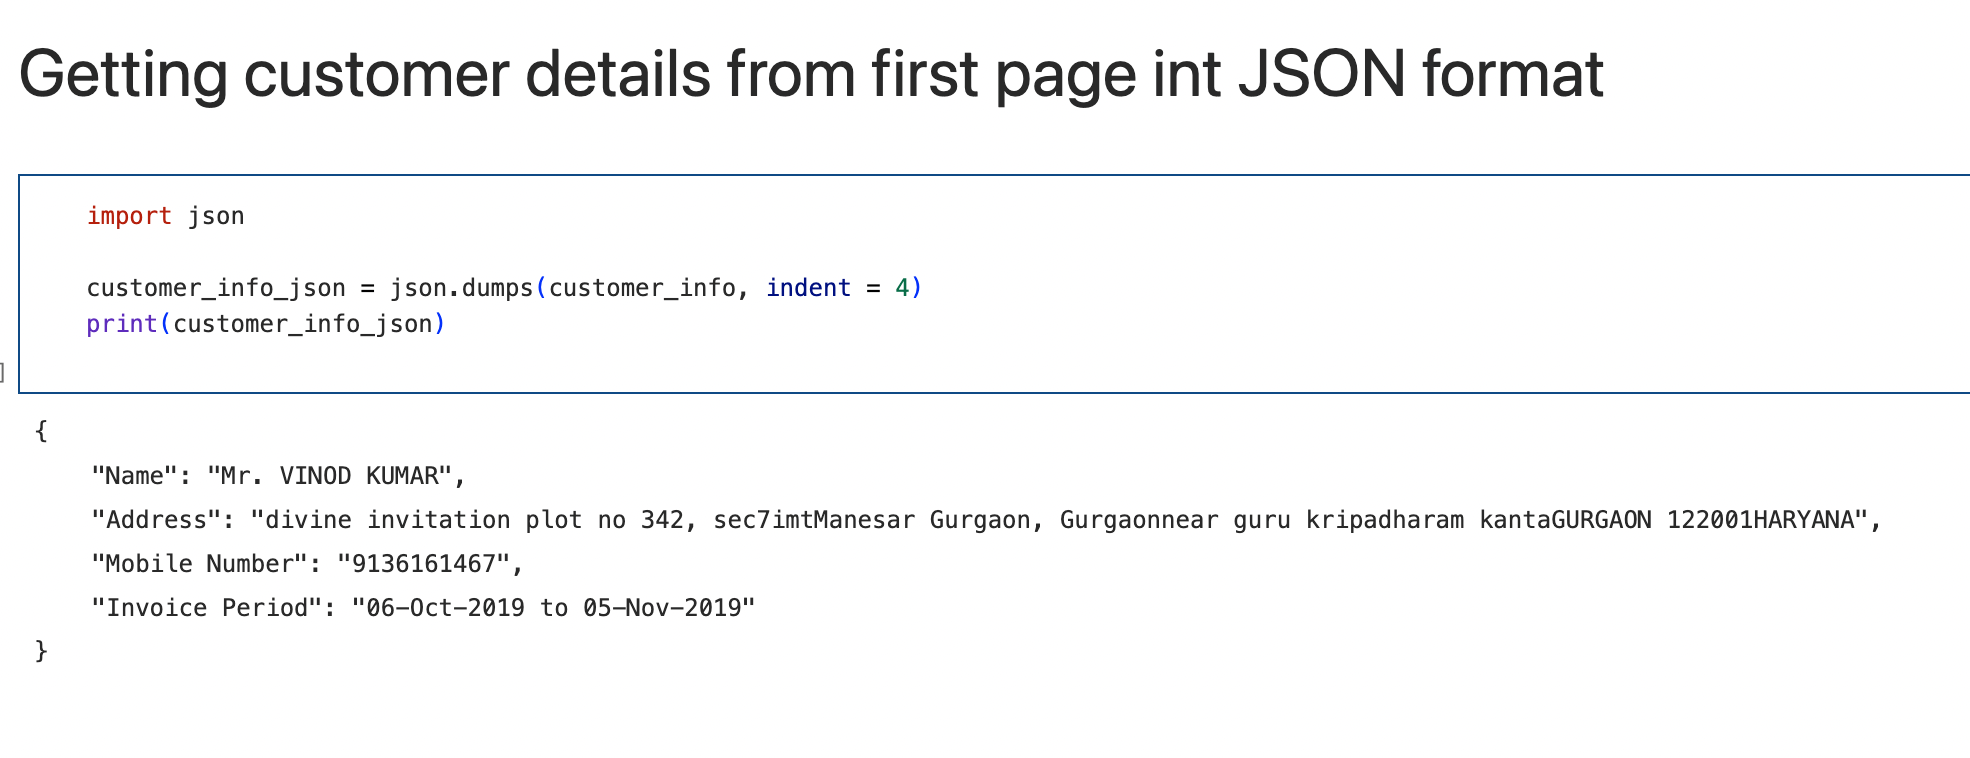 Getting customer details from first page int JSON format
import json
customer_info_json = json.dumps(customer_info, indent = 4)
print(customer_info_json)
]
{
    "Name": "Mr. VINOD KUMAR",
    "Address": "divine invitation plot no 342, sec7imtManesar Gurgaon, Gurgaonnear guru kripadharam kantaGURGAON 122001HARYANA",
    "Mobile Number": "9136161467",
    "Invoice Period": "06-Oct-2019 to 05-Nov-2019"
}